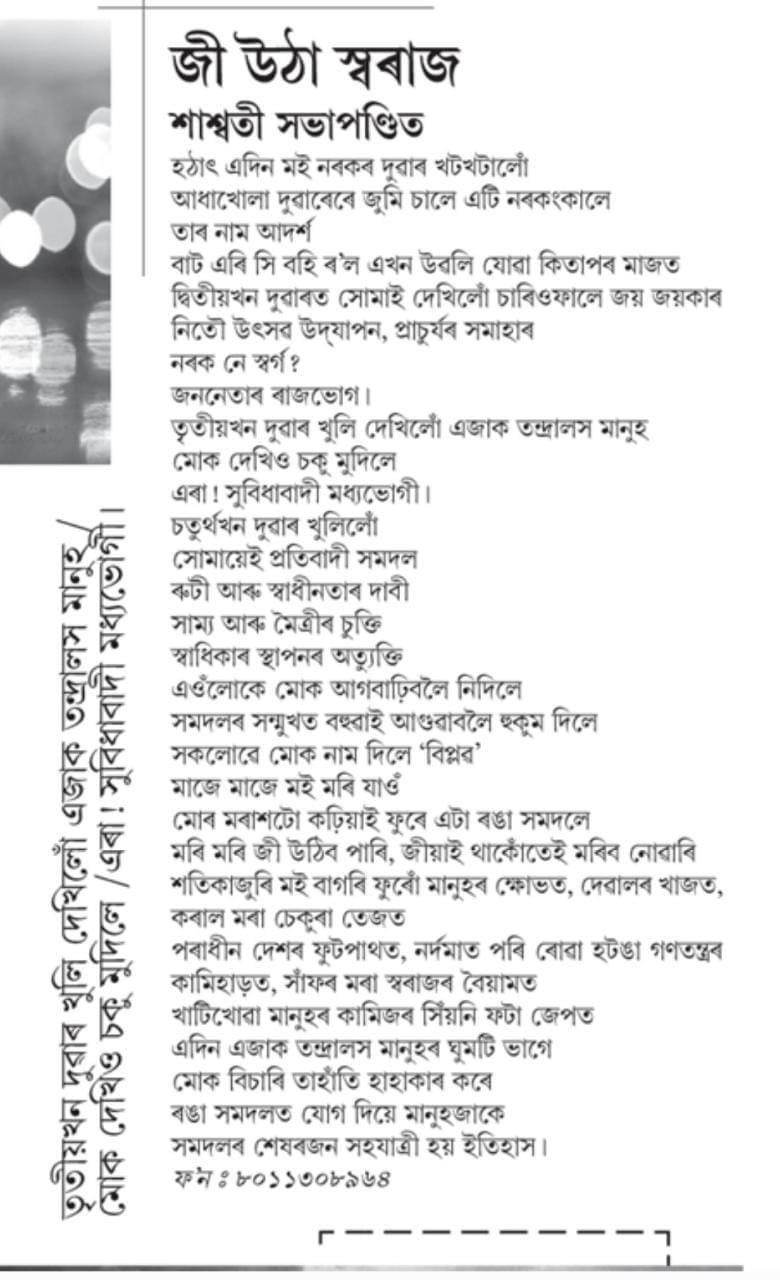 জী উঠা স্বৰাজ
শাশ্বতী সভাপণ্ডিত
হঠাৎ এদিন মই নৰকৰ দুৱাৰ খটখটালোঁ
আধাখোলা দুৱাৰেৰে জুমি চালে এটি নৰকংকালে
তাৰ নাম আদৰ্শ
বাট এৰি সি বহি ৰ'ল এখন উৱলি যোৱা কিতাপৰ মাজত
দ্বিতীয়খন দুৱাৰত সোমাই দেখিলোঁ চাৰিওফালে জয় জয়কাৰ
নিতৌ উৎসৱ উদ্‌যাপন, প্ৰাচুৰ্যৰ সমাহাৰ
নৰক নে স্বৰ্গ?
জননেতাৰ ৰাজভোগ।
তৃতীয়খন দুৱাৰ খুলি দেখিলোঁ এজাক তন্দ্ৰালস মানুহ
মোক দেখিও চকু মুদিলে
এৰা! সুবিধাবাদী মধ্যভোগী।
চতুৰ্থখন দুৱাৰ খুলিলোঁ
সোমায়েই প্ৰতিবাদী সমদল
ৰুটী আৰু স্বাধীনতাৰ দাবী
সাম্য আৰু মৈত্ৰীৰ চুক্তি
স্বাধিকাৰ স্থাপনৰ অত্যুক্তি
এওঁলোকে মোক আগবাঢ়িবলৈ নিদিলে
সমদলৰ সন্মুখত বহুৱাই আগুৱাবলৈ হুকুম দিলে
সকলোৱে মোক নাম দিলে ‘বিপ্লৱ’
মাজে মাজে মই মৰি যাওঁ
মোৰ মৰাশটো কঢ়িয়াই ফুৰে এটা ৰঙা সমদলে
মৰি মৰি জী উঠিব পাৰি, জীয়াই থাকোঁতেই মৰিব নোৱাৰি
শতিকাজুৰি মই বাগৰি ফুৰোঁ মানুহৰ ক্ষোভত, দেৱালৰ খাজত,
কৰাল মৰা চেকুৰা তেজত
পৰাধীন দেশৰ ফুটপাথত, নৰ্দমাত পৰি ৰোৱা হটঙা গণতন্ত্ৰৰ
কামিহাড়ত, সাঁফৰ মৰা স্বৰাজৰ বৈয়ামত
খাটিখোৱা মানুহৰ কামিজৰ সিঁয়নি ফটা জেপত
এদিন এজাক তন্দ্ৰালস মানুহৰ ঘুমটি ভাগে
মোক বিচাৰি তাহাঁতি হাহাকাৰ কৰে
ৰঙা সমদলত যোগ দিয়ে মানুহজাকে
সমদলৰ শেষৰজন সহযাত্ৰী হয় ইতিহাস।
ফ'ন : ৮০১১৩০৮৯৬৪
তৃতীয়খন দুৱাৰ খুলি দেখিলোঁ এজাক তন্দ্ৰালস মানুহ/
মোক দেখিও চকু মুদিলে /এৰা! সুবিধাবাদী মধ্যভোগী।